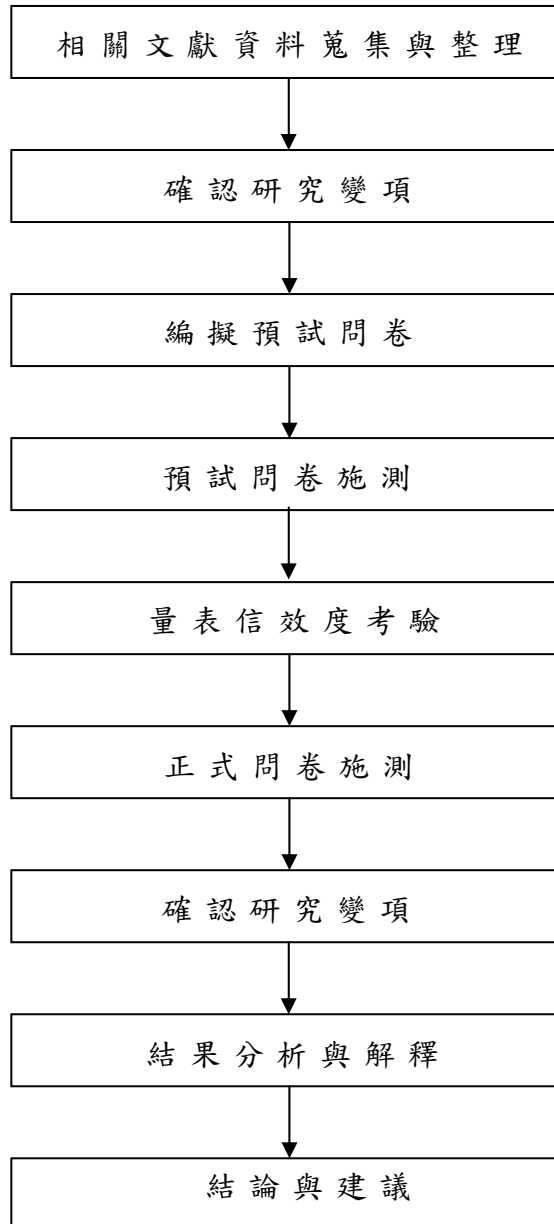 相關文獻資料蒐集與整理
確認研究變項
編擬預試問卷
預試問卷施測
量表信效度考驗
正式問卷施測
確認研究變項
結果分析與解釋
結論與建議